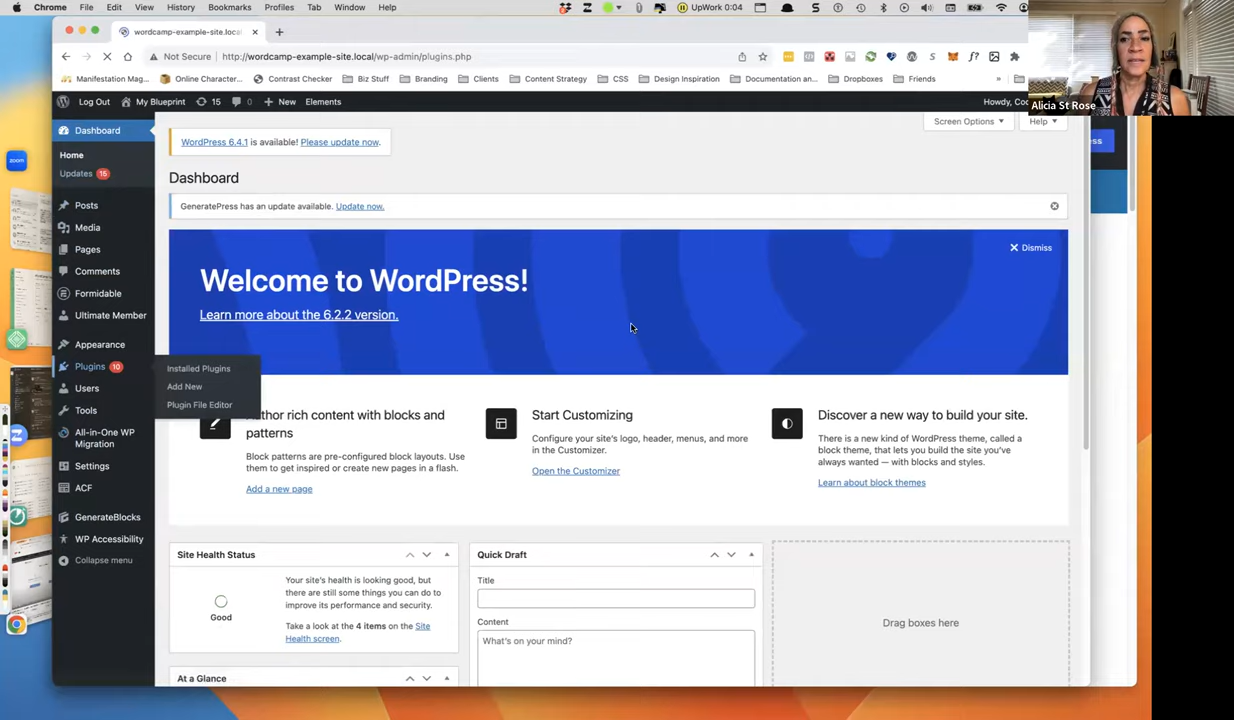 Chrome File Edit View History Bookmarks Profiles Tab Window Help
UpWork 0:04
wordcamp-example-site.local
Not Secure http://wordcamp-example-site.local/wp-admin/plugins.php
Manifestation Mag... Online Character... Contrast Checker Biz Stuff Branding Clients Content Strategy CSS Design Inspiration Documentation an... Dropboxes Friends »
Alicia St Rose
Log Out My Blueprint 15 0 New Elements
Dashboard
Home
Updates 15
Posts
Media
Pages
Comments
Formidable
Ultimate Member
Appearance
Plugins 10
Users
Tools
All-in-One WP
Migration
Settings
ACF
GenerateBlocks
WP Accessibility
Collapse menu
Installed Plugins
Add New
Plugin File Editor
Screen Options Help
WordPress 6.4.1 is available! Please update now.
Dashboard
GeneratePress has an update available. Update now.
Dismiss
Welcome to WordPress!
Learn more about the 6.2.2 version.
patterns
Block patterns are pre-configured block layouts. Use
them to get inspired or create new pages in a flash.
Add a new page
Start Customizing
Configure your site's logo, header, menus, and more
in the Customizer.
Open the Customizer
Discover a new way to build your site.
There is a new kind of WordPress theme, called a
block theme, that lets you build the site you've
always wanted — with blocks and styles.
Learn about block themes
Site Health Status
Good
Your site's health is looking good, but
there are still some things you can do to
improve its performance and security.
Take a look at the 4 items on the Site
Health screen.
At a Glance
Quick Draft
Title
Content
What's on your mind?
Drag boxes here
zoom